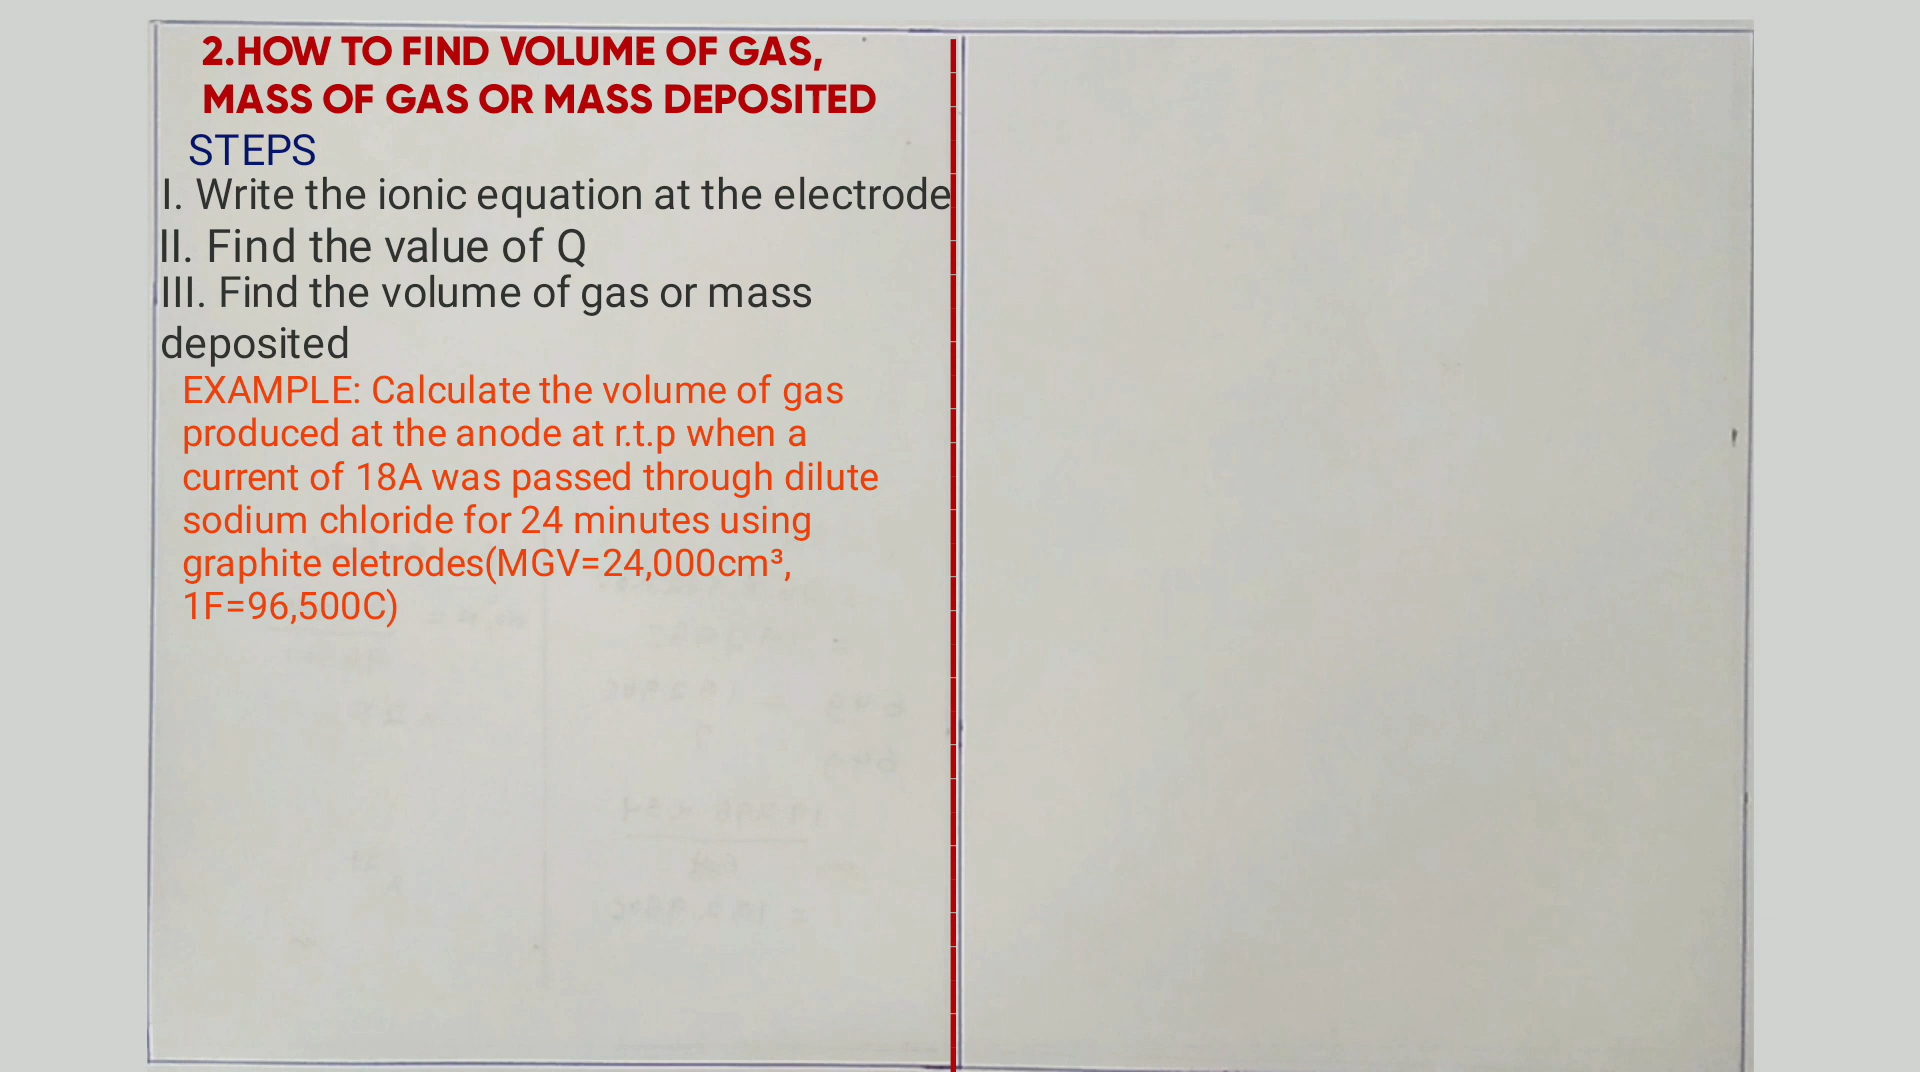 2.HOW TO FIND VOLUME OF GAS,
MASS OF GAS OR MASS DEPOSITED
STEPS
I. Write the ionic equation at the electrode
II. Find the value of Q
III. Find the volume of gas or mass
deposited
EXAMPLE: Calculate the volume of gas
produced at the anode at r.t.p when a
current of 18A was passed through dilute
sodium chloride for 24 minutes using
graphite eletrodes(MGV=24,000cm³,
1F=96,500C)